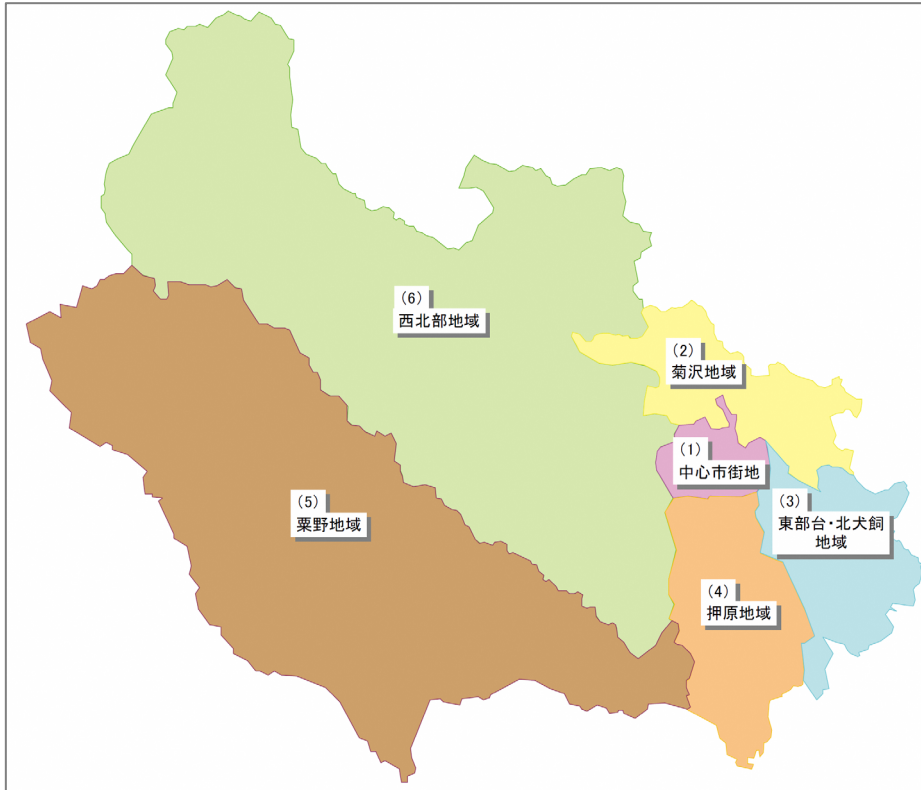 (6)
西北部地域
(2)
菊沢地域
(1)
中心市街地
(3)
東部台・北犬飼
地域
(5)
粟野地域
(4)
押原地域